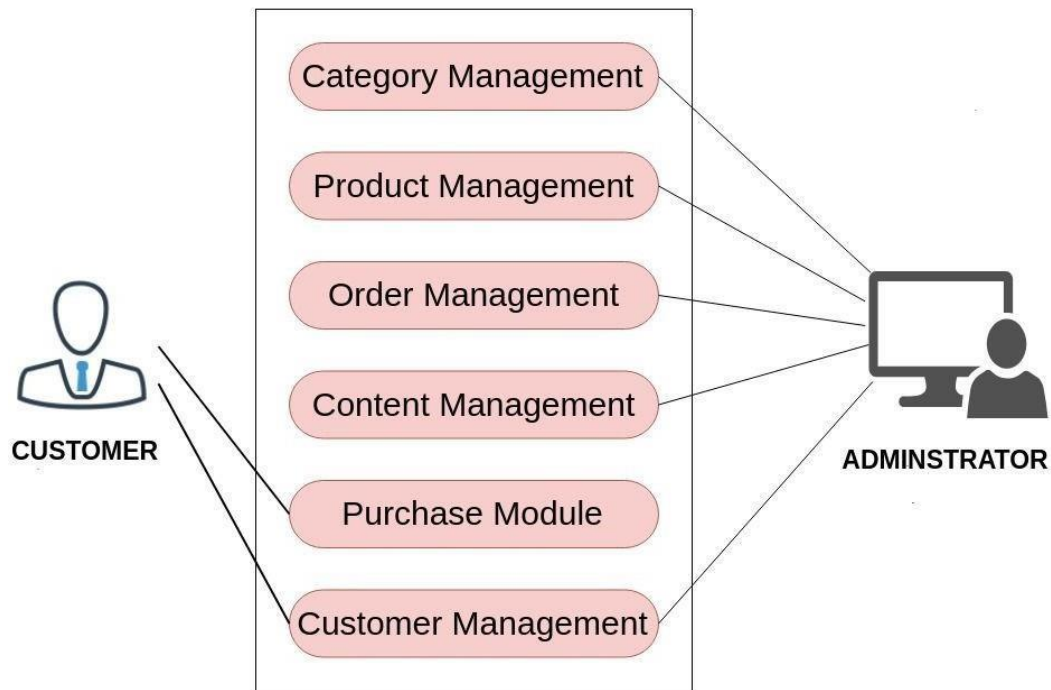 Category Management
Product Management
Order Management
Content Management
CUSTOMER
ADMINSTRATOR
Purchase Module
Customer Management